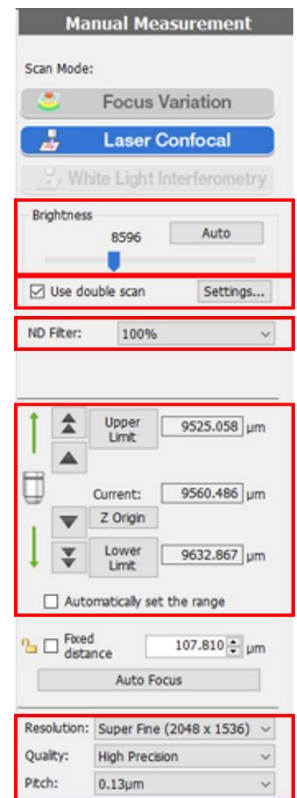 Manual Measurement
Scan Mode:
Focus Variation
Laser Confocal
White Light Interferometry
Brightness
8596 Auto
Use double scan Settings...
ND Filter: 100%
Upper
Limit 9525.058 µm
Current: 9560.486 µm
Z Origin
Lower
Limit 9632.867 µm
Automatically set the range
Fixed
distance 107.810 µm
Auto Focus
Resolution: Super Fine (2048 x 1536)
Quality: High Precision
Pitch: 0.13µm